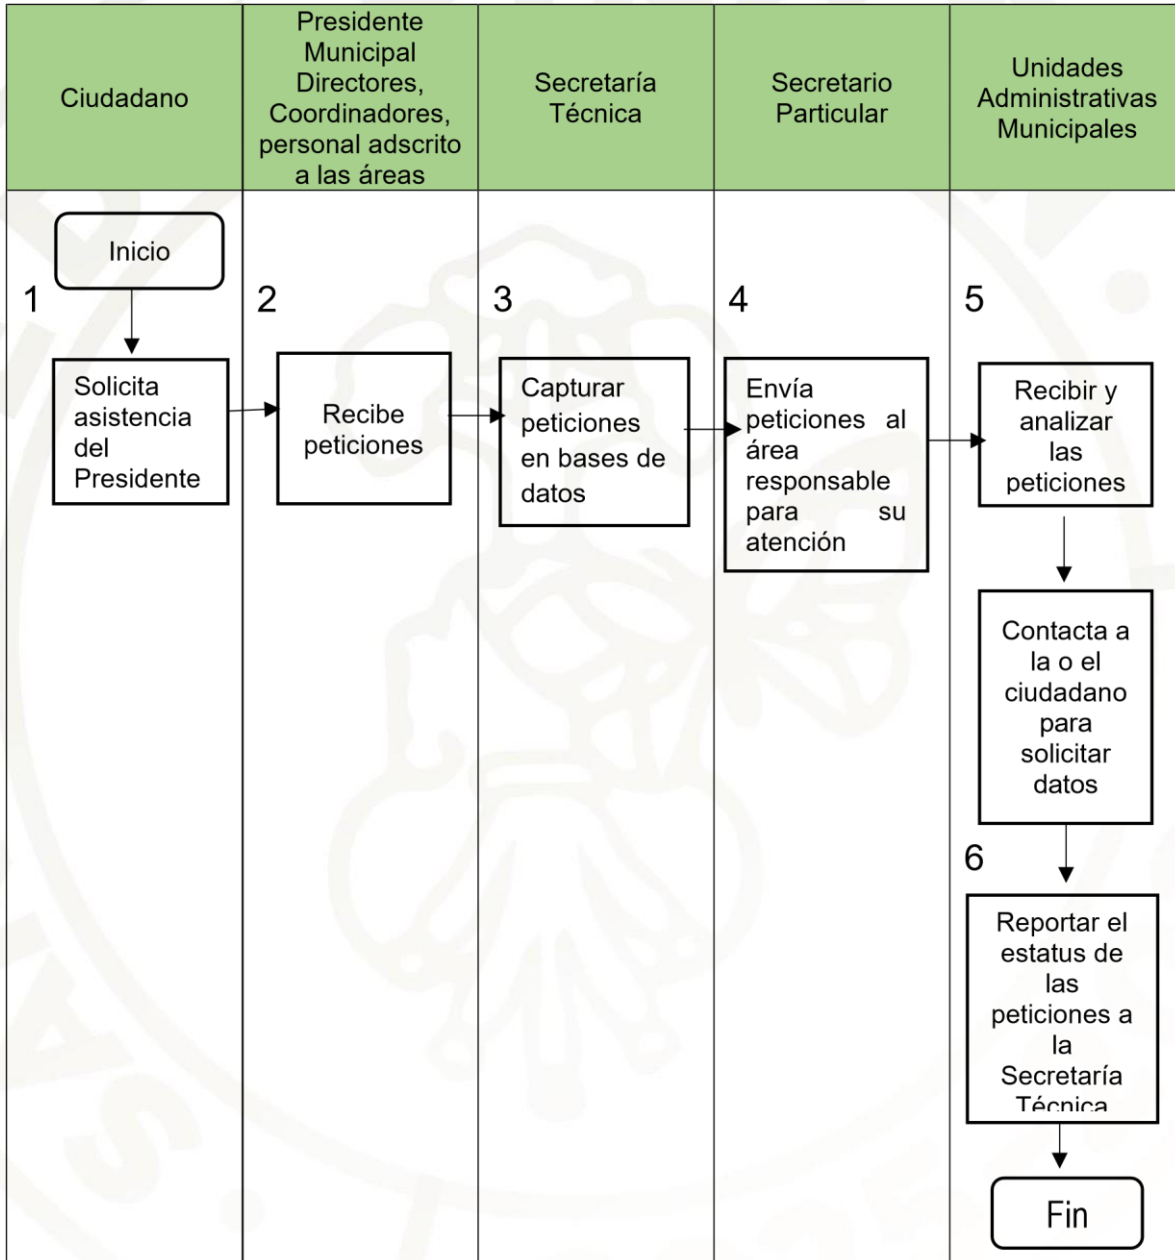 Ciudadano
Presidente
Municipal
Directores,
Coordinadores,
personal adscrito
a las áreas
Secretaría
Técnica
Secretario
Particular
Unidades
Administrativas
Municipales
Inicio
1
2
3
4
5
Solicita
asistencia
del
Presidente
Recibe
peticiones
Capturar
peticiones
en bases de
datos
Envía
peticiones al
área
responsable
para su
atención
Recibir y
analizar
las
peticiones
Contacta a
la o el
ciudadano
para
solicitar
datos
6
Reportar el
estatus de
las
peticiones a
la
Secretaría
Técnica
Fin